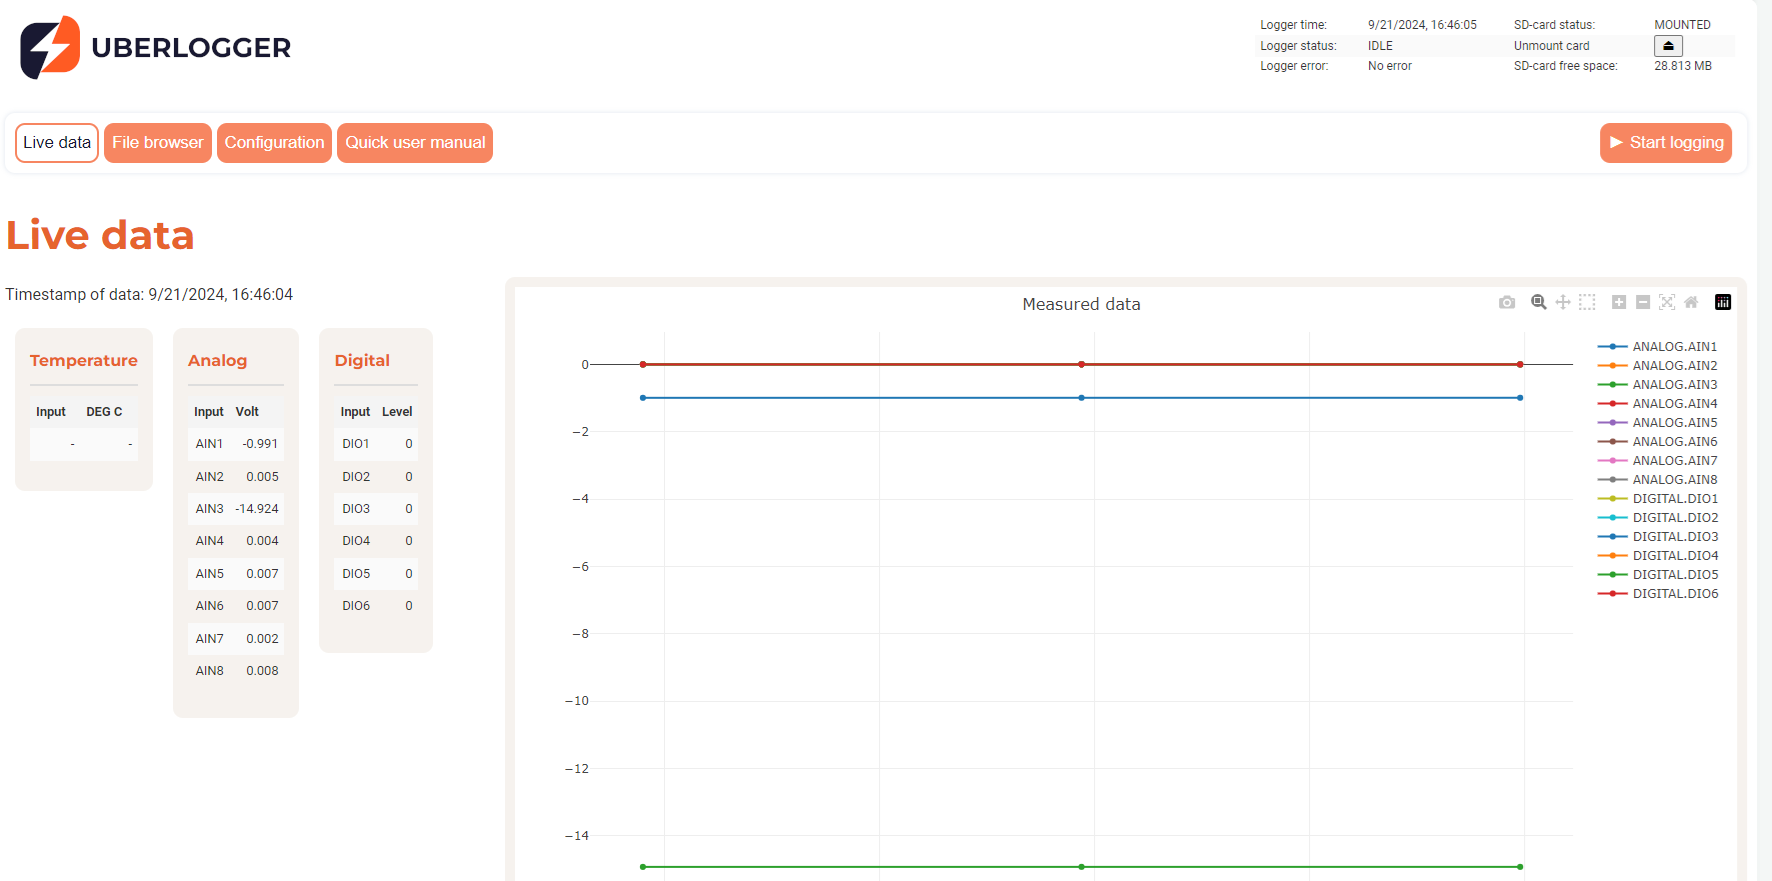 UBERLOGGER
Logger time: 9/21/2024, 16:46:05 SD-card status: MOUNTED
Logger status: IDLE Unmount card
Logger error: No error SD-card free space: 28.813 MB
Live data File browser Configuration Quick user manual ► Start logging
Live data
Timestamp of data: 9/21/2024, 16:46:04
Temperature
Input DEG C
- -
Analog
Input Volt
AIN1 -0.991
AIN2 0.005
AIN3 -14.924
AIN4 0.004
AIN5 0.007
AIN6 0.007
AIN7 0.002
AIN8 0.008
Digital
Input Level
DIO1 0
DIO2 0
DIO3 0
DIO4 0
DIO5 0
DIO6 0
Measured data
0
−2
−4
−6
−8
−10
−12
−14
ANALOG.AIN1
ANALOG.AIN2
ANALOG.AIN3
ANALOG.AIN4
ANALOG.AIN5
ANALOG.AIN6
ANALOG.AIN7
ANALOG.AIN8
DIGITAL.DIO1
DIGITAL.DIO2
DIGITAL.DIO3
DIGITAL.DIO4
DIGITAL.DIO5
DIGITAL.DIO6